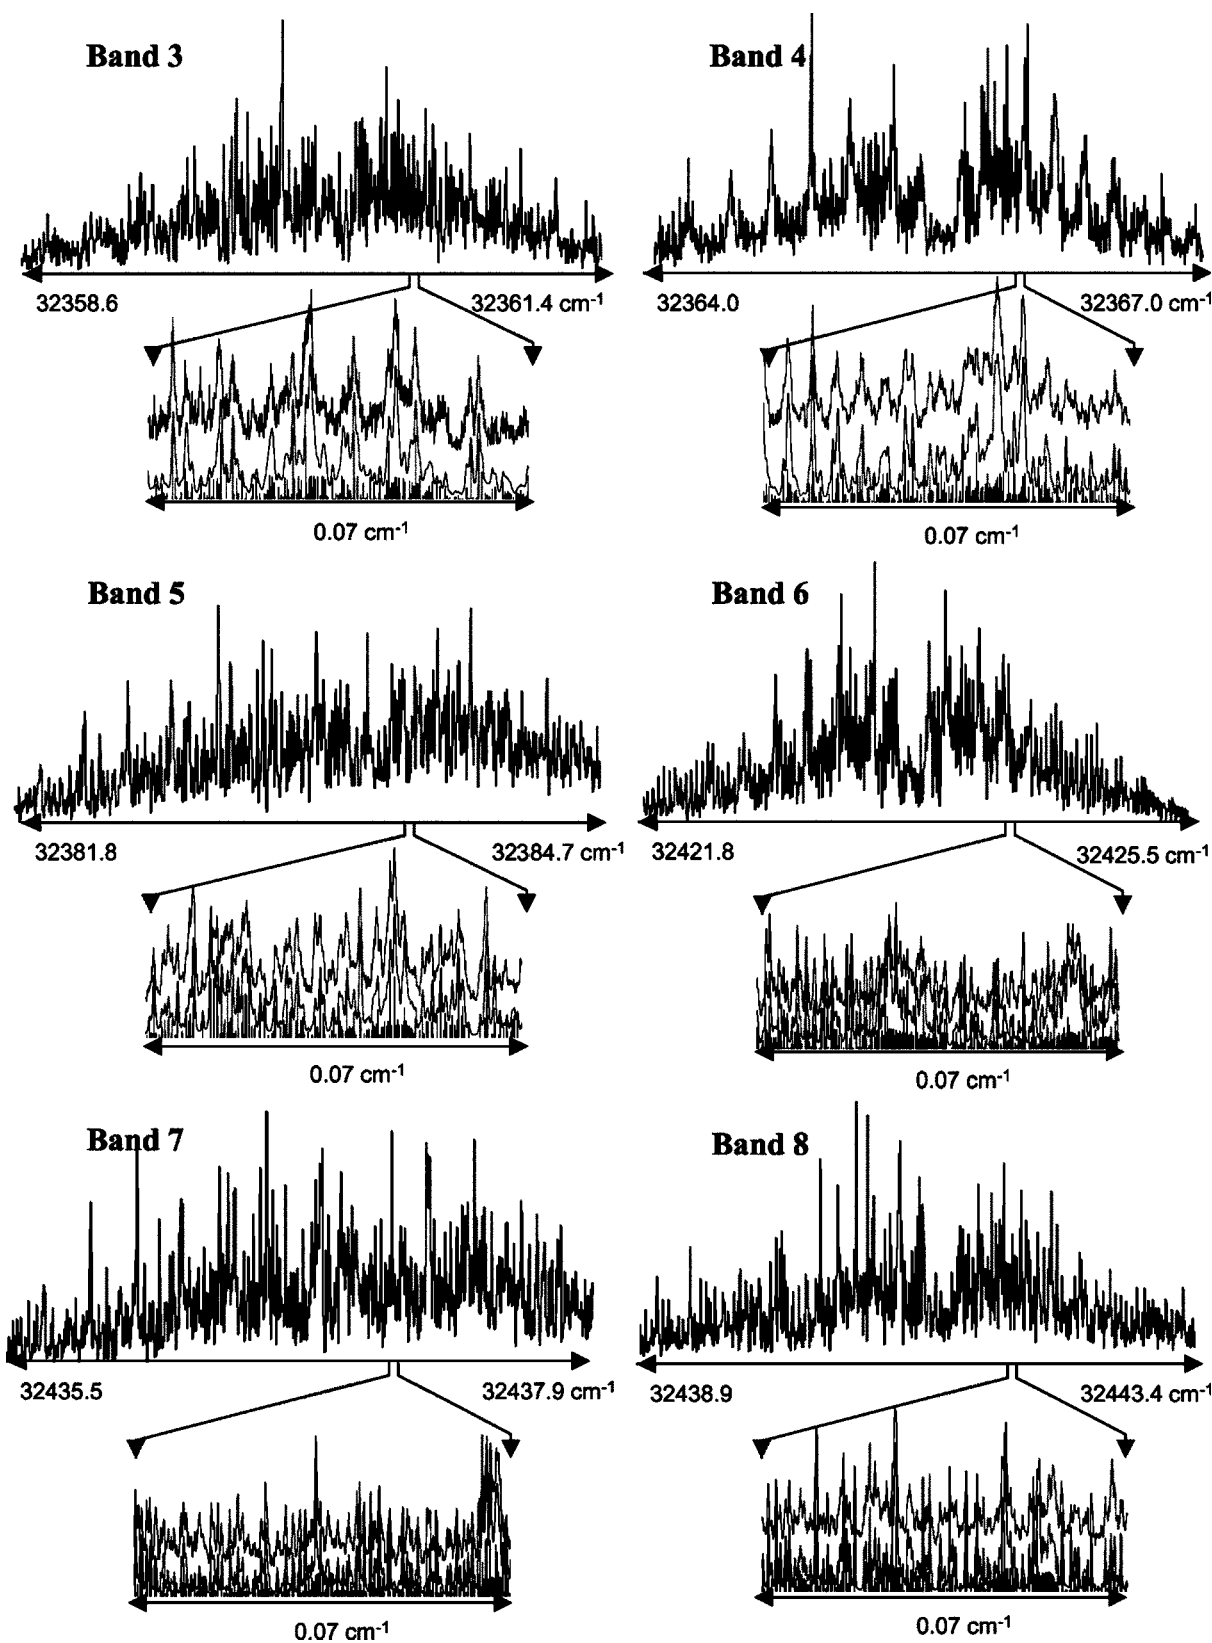 Band 3
Band 4
32358.6
32361.4 cm-1
32364.0
32367.0 cm-1
0.07 cm-1
0.07 cm-1
Band 5
Band 6
32381.8
32384.7 cm-1
32421.8
32425.5 cm-1
0.07 cm-1
0.07 cm-1
Band 7
Band 8
32435.5
32437.9 cm-1
32438.9
32443.4 cm-1
0.07 cm-1
0.07 cm-1